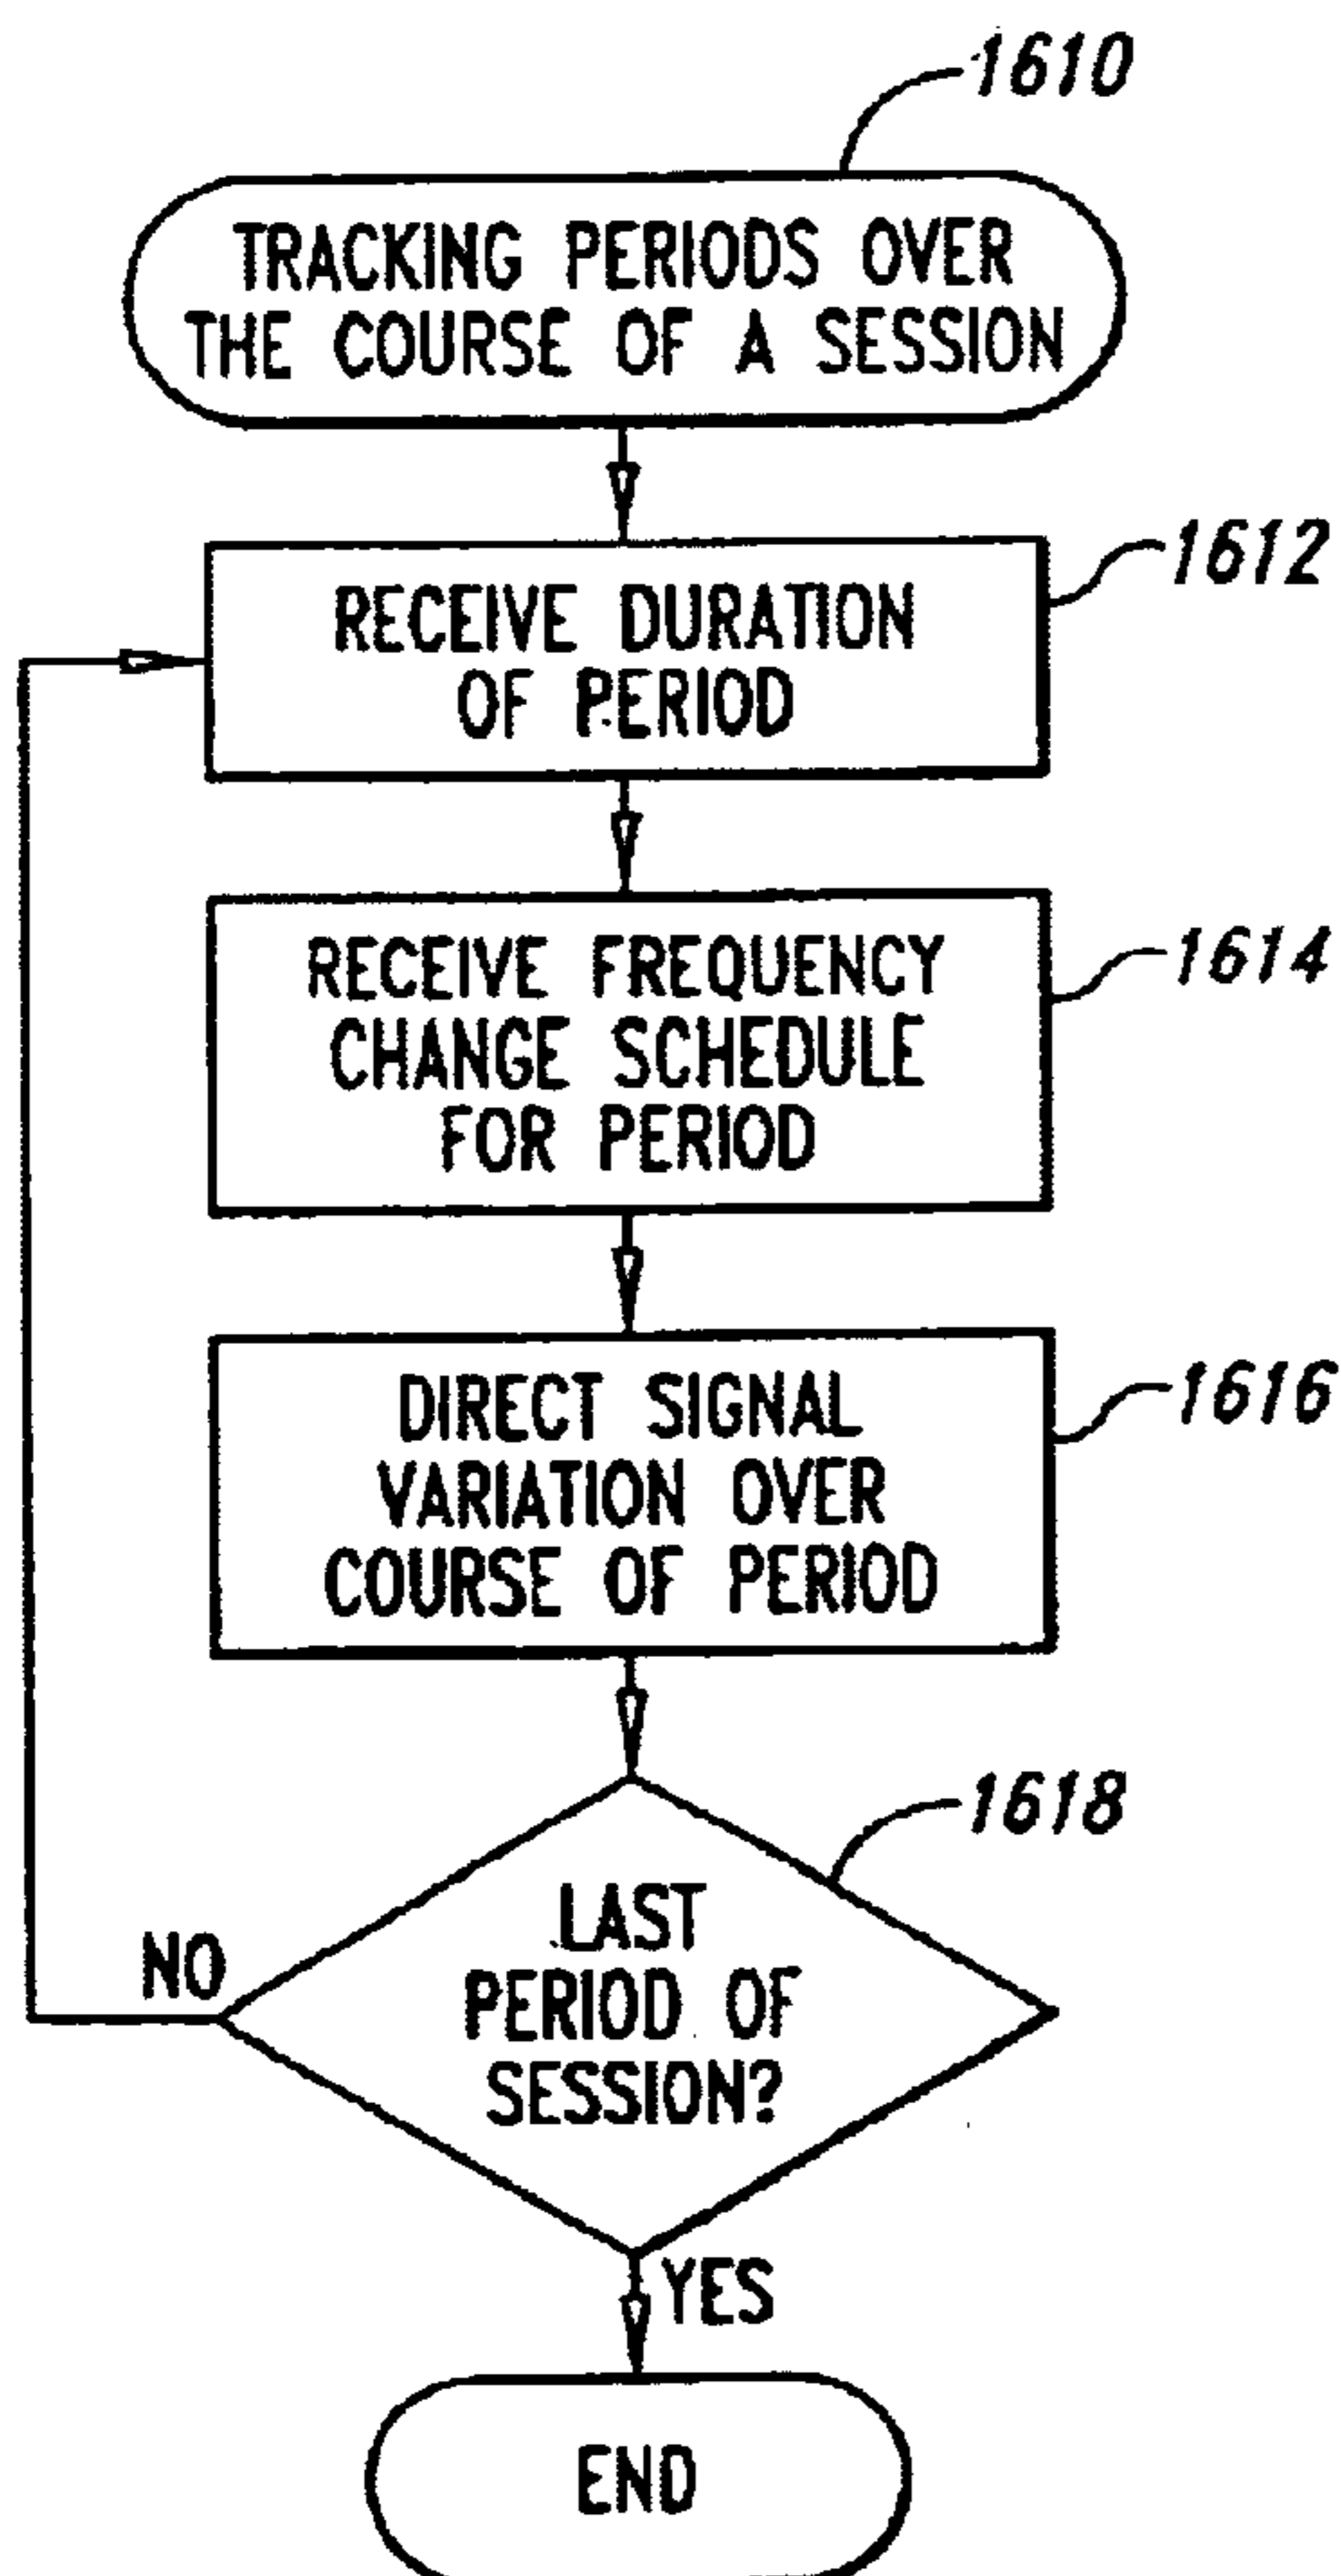 1610
TRACKING PERIODS OVER
THE COURSE OF A SESSION
1612
RECEIVE DURATION
OF PERIOD
1614
RECEIVE FREQUENCY
CHANGE SCHEDULE
FOR PERIOD
1616
DIRECT SIGNAL
VARIATION OVER
COURSE OF PERIOD
1618
LAST
PERIOD OF
SESSION?
NO
YES
END